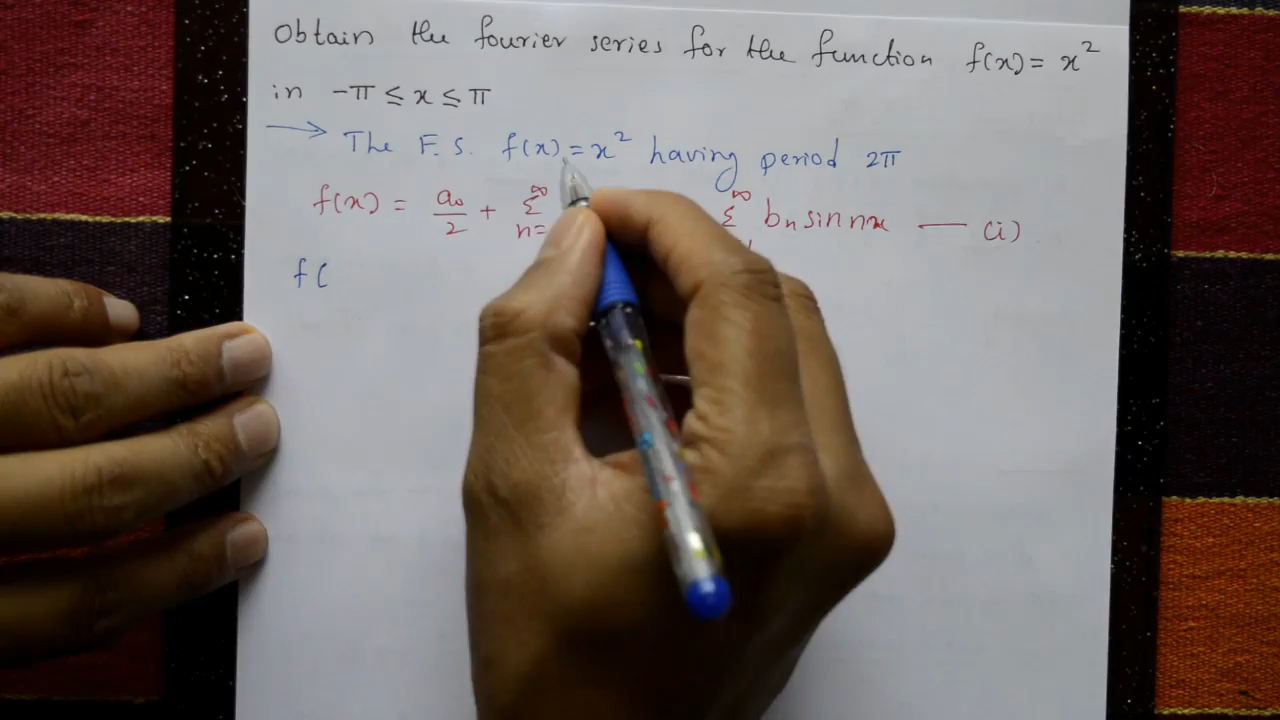 Obtain the fourier series for the function f(x) = x²
in -π ≤ x ≤ π
→ The F.S. f(x) = x² having period 2π
f(x) = a₀/2 + ∞ Σ n= ∞ Σ bₙ sin nx — (i)
f(